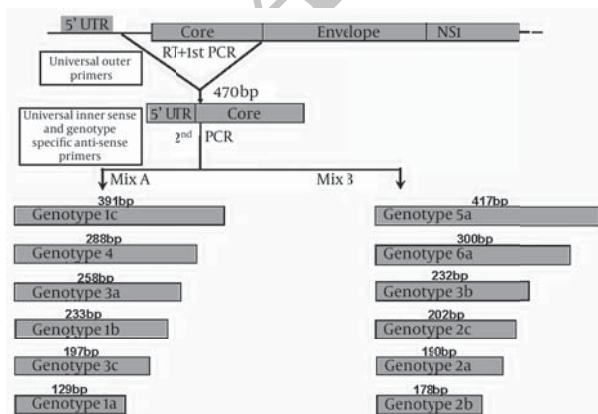 5' UTR
Core
Envelope
NS1
RT+1st PCR
Universal outer
primers
470bp
Universal inner sense
and genotype
specific anti-sense
primers
5' UTR
Core
2nd PCR
Mix A
Mix B
391bp
Genotype 1c
288bp
Genotype 4
258bp
Genotype 3a
233bp
Genotype 1b
197bp
Genotype 3c
129bp
Genotype 1a
417bp
Genotype 5a
300bp
Genotype 6a
232bp
Genotype 3b
202bp
Genotype 2c
190bp
Genotype 2a
178bp
Genotype 2b